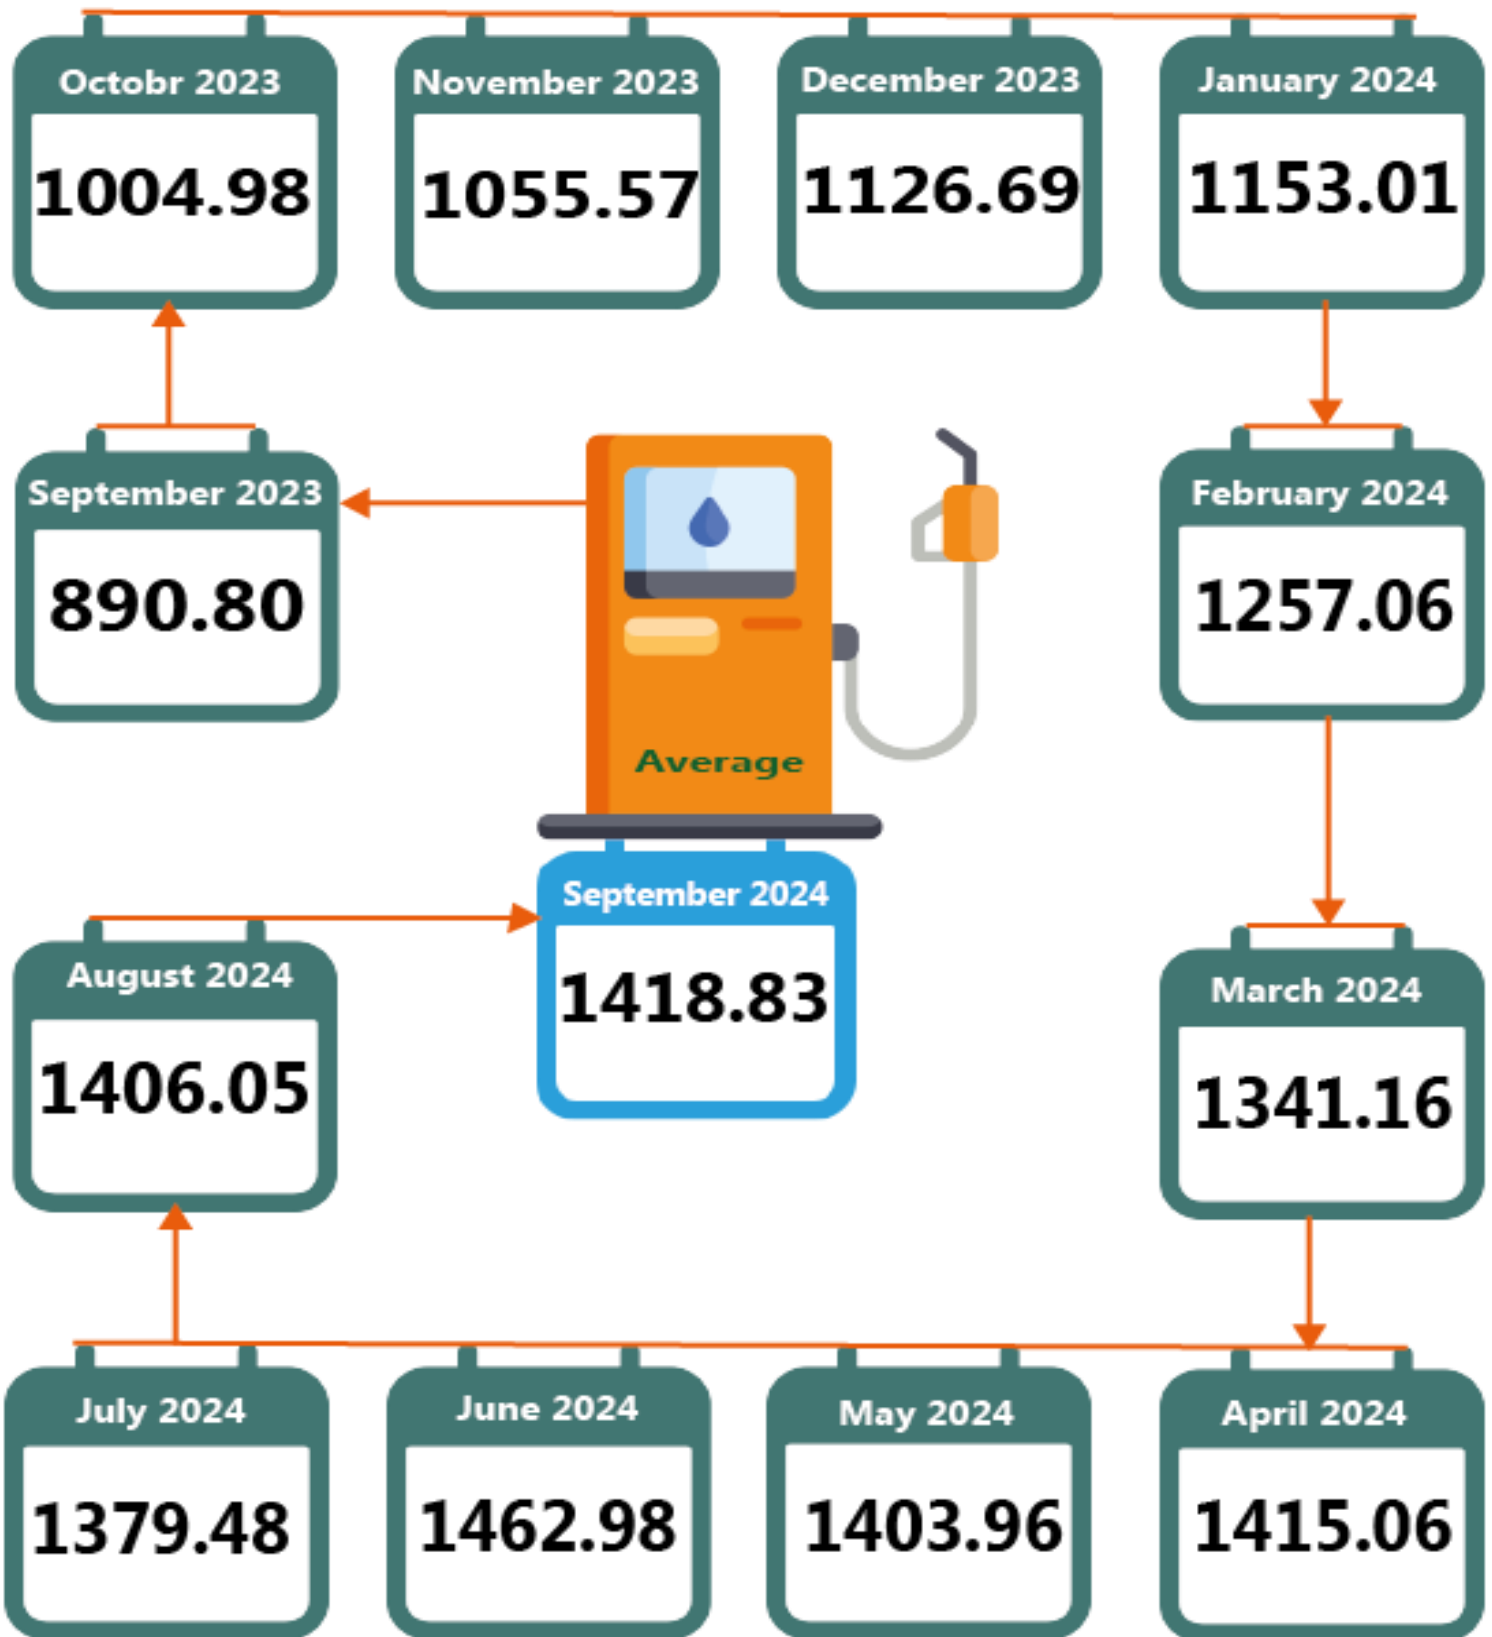 Octobr 2023
1004.98
November 2023
1055.57
December 2023
1126.69
January 2024
1153.01
September 2023
890.80
Average
February 2024
1257.06
August 2024
1406.05
September 2024
1418.83
March 2024
1341.16
July 2024
1379.48
June 2024
1462.98
May 2024
1403.96
April 2024
1415.06